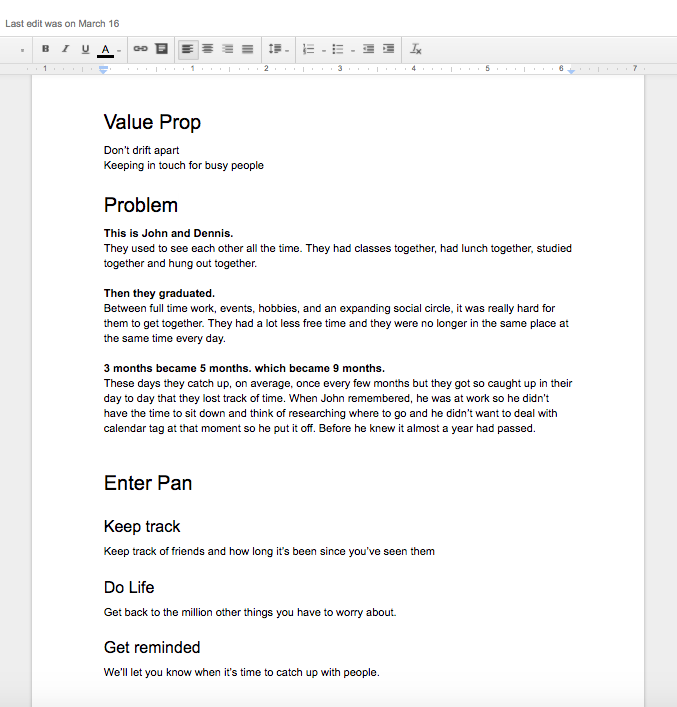 Last edit was on March 16
B I U A
1 1 2 3 4 5 6 7
Value Prop
Don't drift apart
Keeping in touch for busy people
Problem
This is John and Dennis.
They used to see each other all the time. They had classes together, had lunch together, studied
together and hung out together.
Then they graduated.
Between full time work, events, hobbies, and an expanding social circle, it was really hard for
them to get together. They had a lot less free time and they were no longer in the same place at
the same time every day.
3 months became 5 months. which became 9 months.
These days they catch up, on average, once every few months but they got so caught up in their
day to day that they lost track of time. When John remembered, he was at work so he didn't
have the time to sit down and think of researching where to go and he didn't want to deal with
calendar tag at that moment so he put it off. Before he knew it almost a year had passed.
Enter Pan
Keep track
Keep track of friends and how long it's been since you've seen them
Do Life
Get back to the million other things you have to worry about.
Get reminded
We'll let you know when it's time to catch up with people.